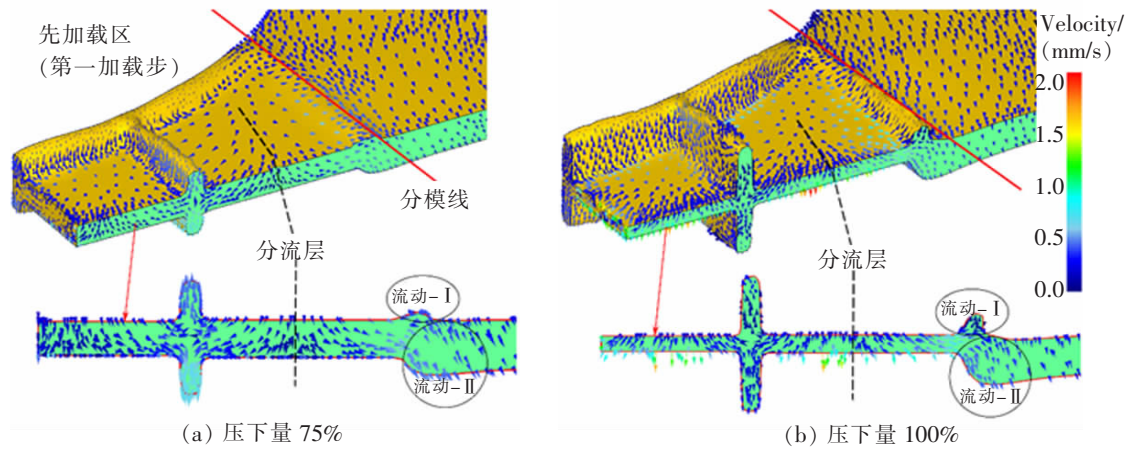 先加载区
(第一加载步)
分模线
分流层
流动-Ⅰ
流动-Ⅱ
(a) 压下量 75%
分流层
流动-Ⅰ
流动-Ⅱ
(b) 压下量 100%
Velocity/
(mm/s)
2.0
1.5
1.0
0.5
0.0